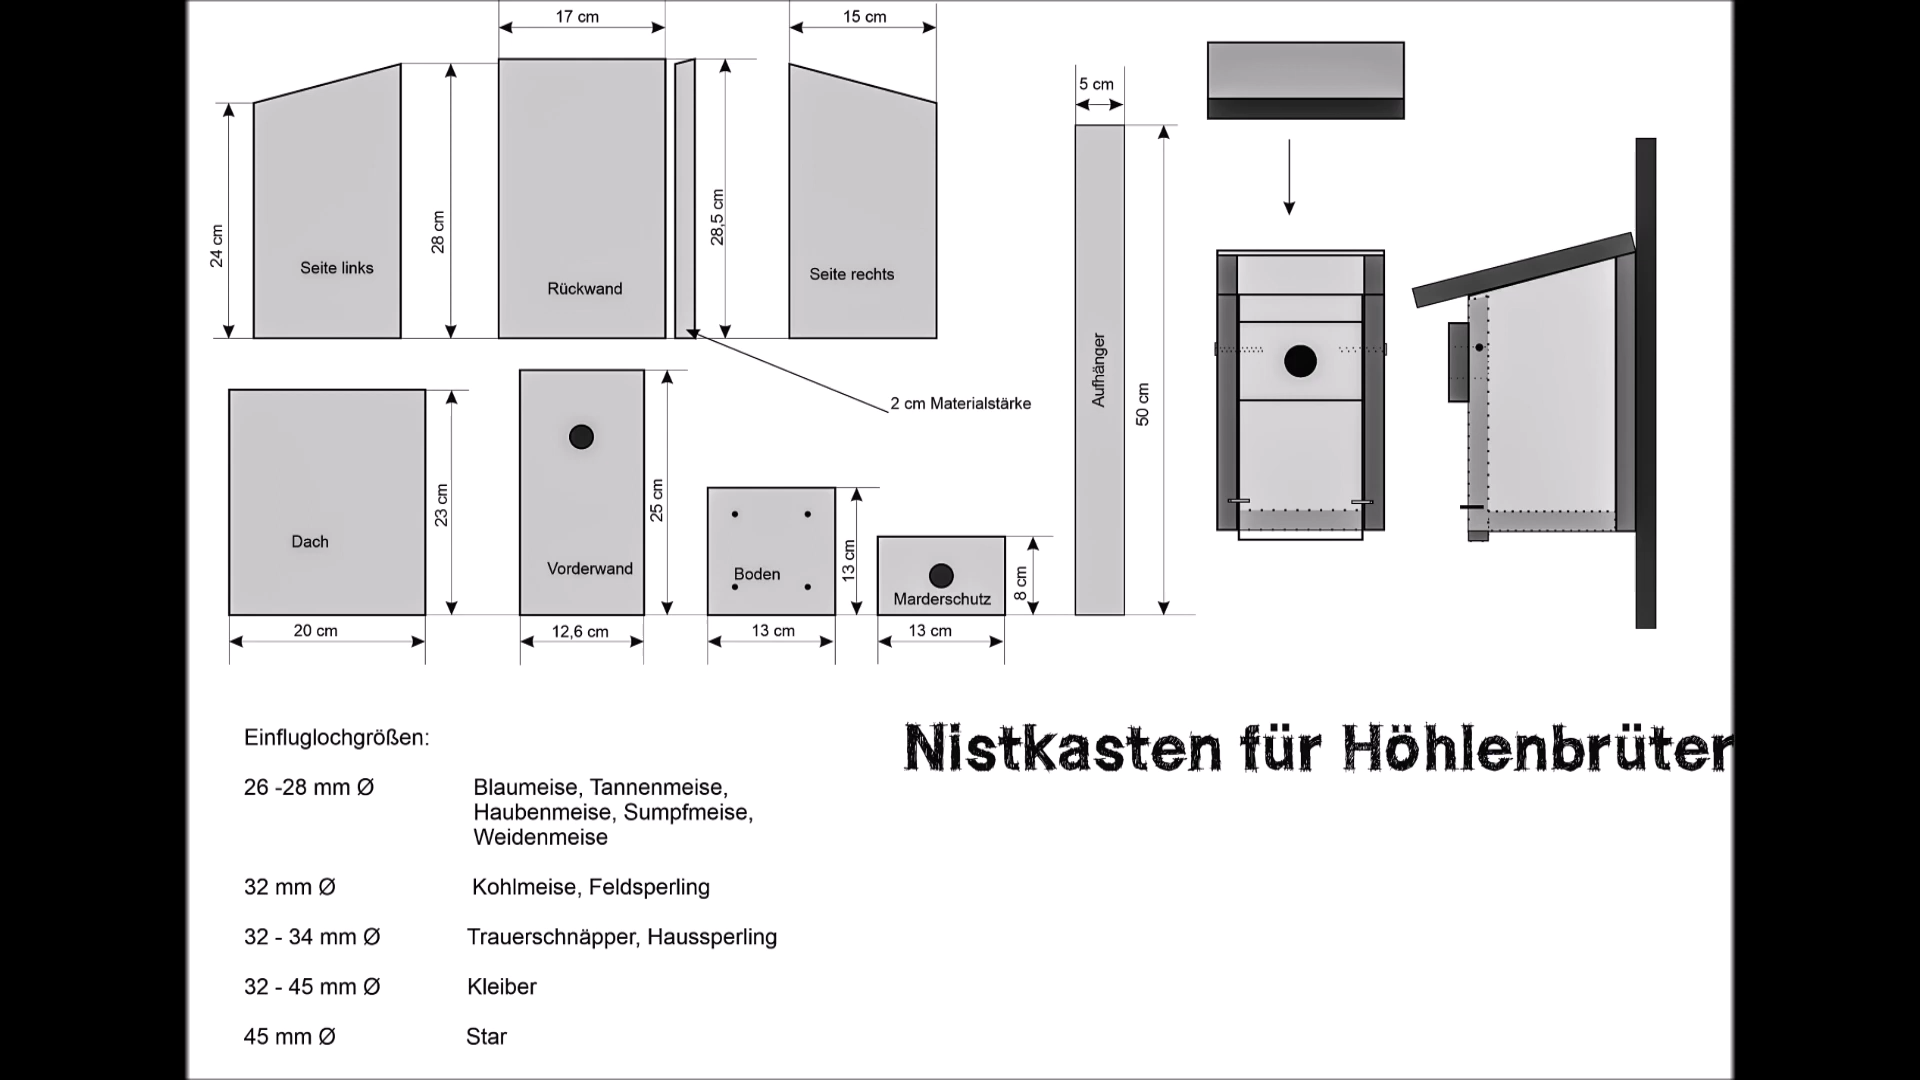 17 cm
15 cm
5 cm
24 cm
Seite links
28 cm
Rückwand
28,5 cm
Seite rechts
2 cm Materialstärke
Aufhänger
50 cm
Dach
23 cm
20 cm
Vorderwand
25 cm
12,6 cm
Boden
13 cm
13 cm
Marderschutz
8 cm
13 cm
Nistkasten für Höhlenbrüter
Einfluglochgrößen:
26 -28 mm Ø Blaumeise, Tannenmeise,
Haubenmeise, Sumpfmeise,
Weidenmeise
32 mm Ø Kohlmeise, Feldsperling
32 - 34 mm Ø Trauerschnäpper, Haussperling
32 - 45 mm Ø Kleiber
45 mm Ø Star